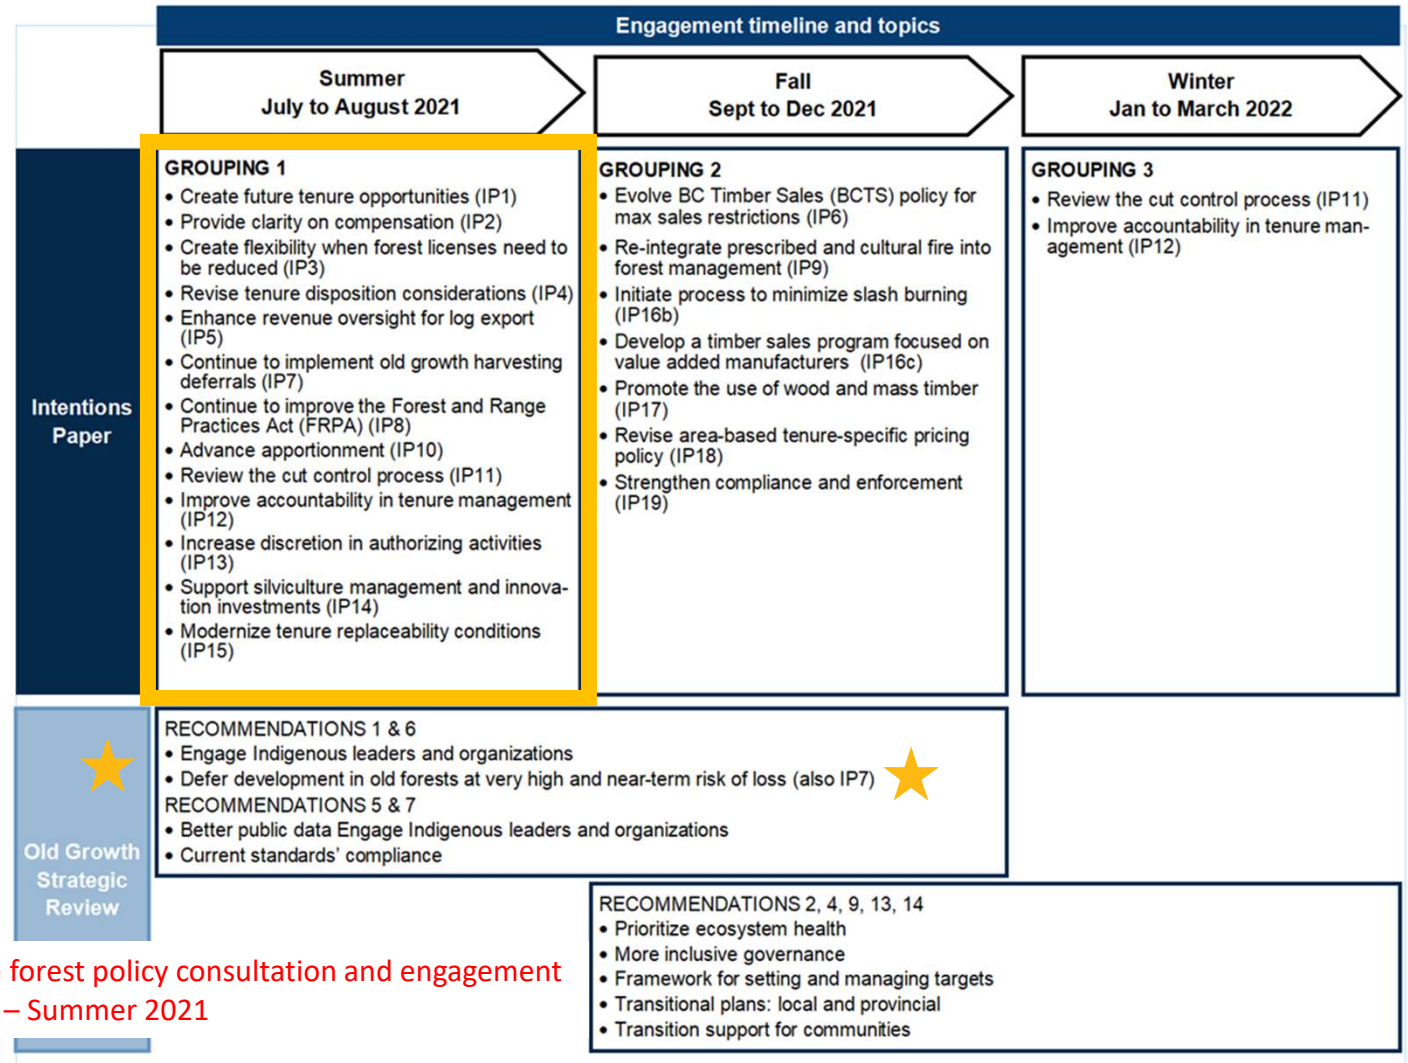 Engagement timeline and topics
Summer
July to August 2021
Fall
Sept to Dec 2021
Winter
Jan to March 2022
Intentions
Paper
GROUPING 1
• Create future tenure opportunities (IP1)
• Provide clarity on compensation (IP2)
• Create flexibility when forest licenses need to
be reduced (IP3)
• Revise tenure disposition considerations (IP4)
• Enhance revenue oversight for log export
(IP5)
• Continue to implement old growth harvesting
deferrals (IP7)
• Continue to improve the Forest and Range
Practices Act (FRPA) (IP8)
• Advance apportionment (IP10)
• Review the cut control process (IP11)
• Improve accountability in tenure management
(IP12)
• Increase discretion in authorizing activities
(IP13)
• Support silviculture management and innova-
tion investments (IP14)
• Modernize tenure replaceability conditions
(IP15)
GROUPING 2
• Evolve BC Timber Sales (BCTS) policy for
max sales restrictions (IP6)
• Re-integrate prescribed and cultural fire into
forest management (IP9)
• Initiate process to minimize slash burning
(IP16b)
• Develop a timber sales program focused on
value added manufacturers (IP16c)
• Promote the use of wood and mass timber
(IP17)
• Revise area-based tenure-specific pricing
policy (IP18)
• Strengthen compliance and enforcement
(IP19)
GROUPING 3
• Review the cut control process (IP11)
• Improve accountability in tenure man-
agement (IP12)
Old Growth
Strategic
Review
RECOMMENDATIONS 1 & 6
• Engage Indigenous leaders and organizations
• Defer development in old forests at very high and near-term risk of loss (also IP7)
RECOMMENDATIONS 5 & 7
• Better public data Engage Indigenous leaders and organizations
• Current standards' compliance
RECOMMENDATIONS 2, 4, 9, 13, 14
• Prioritize ecosystem health
• More inclusive governance
• Framework for setting and managing targets
• Transitional plans: local and provincial
• Transition support for communities
forest policy consultation and engagement
– Summer 2021